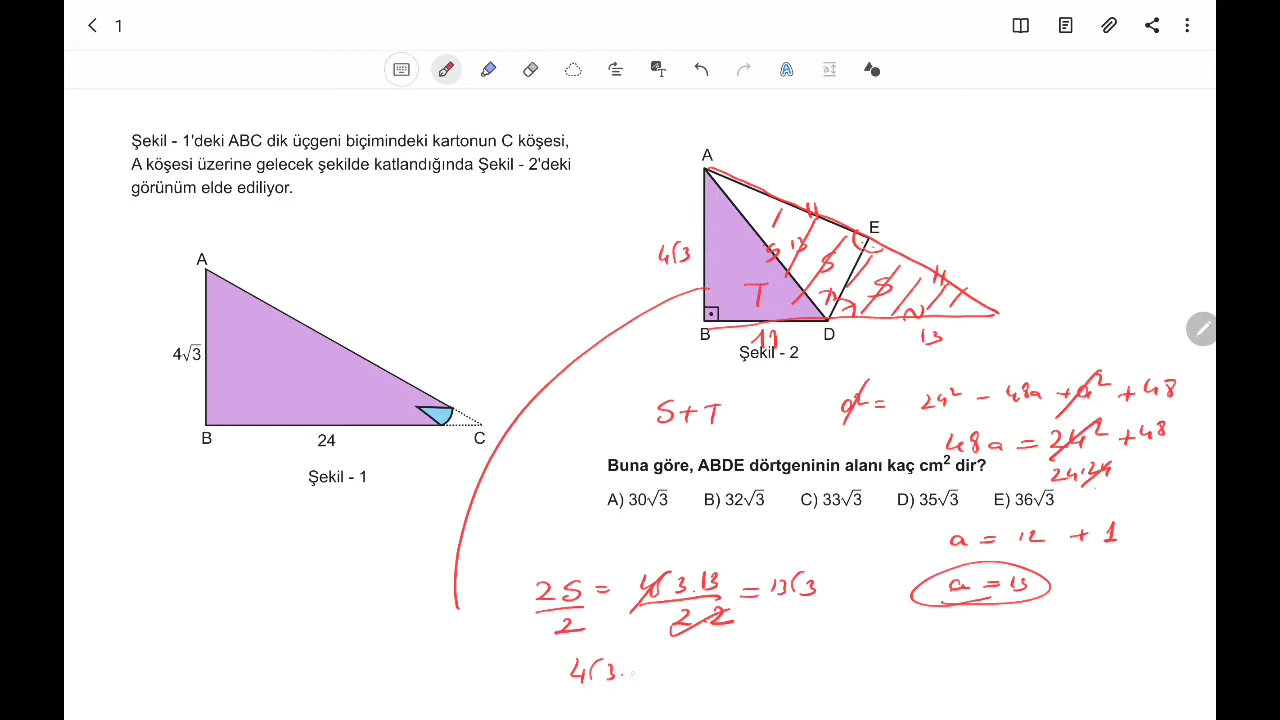 1
Şekil - 1'deki ABC dik üçgeni biçimindeki kartonun C köşesi,
A köşesi üzerine gelecek şekilde katlandığında Şekil - 2'deki
görünüm elde ediliyor.
A
4√3
B
24
C
Şekil - 1
A
E
4√3
13
S
S
S
T
B
D
11
13
Şekil - 2
S+T
a² = 24² - 48a + a² + 48
48a = 24² + 48
24.24
Buna göre, ABDE dörtgeninin alanı kaç cm² dir?
A) 30√3 B) 32√3 C) 33√3 D) 35√3 E) 36√3
a = 12 + 1
a = 13
2S/2 = 4√3.13/2.2 = 13√3
4√3.